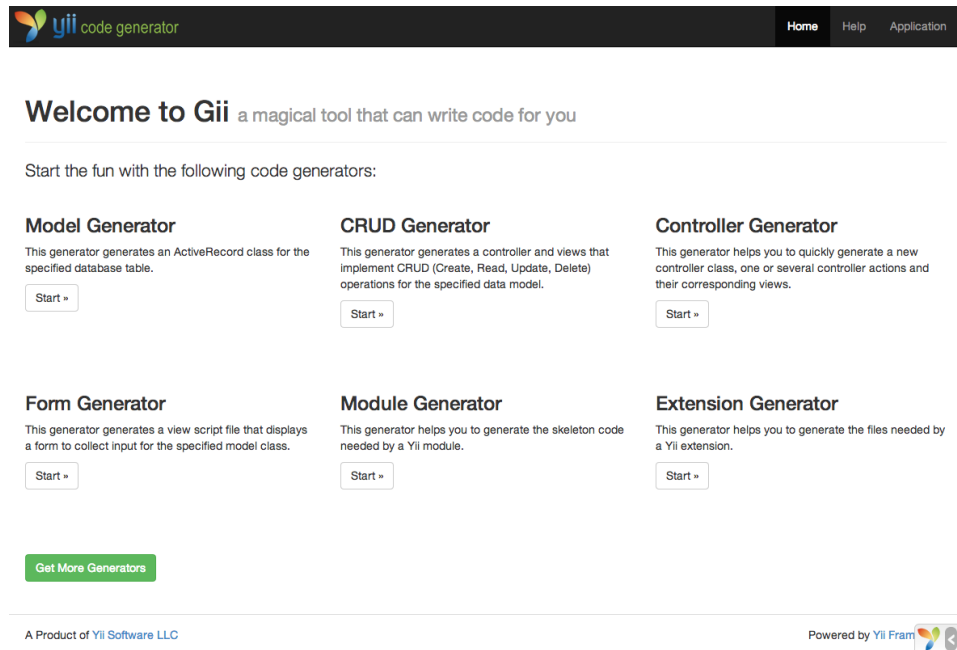 yii code generator
Home Help Application
Welcome to Gii a magical tool that can write code for you
Start the fun with the following code generators:
Model Generator
This generator generates an ActiveRecord class for the
specified database table.
Start »
CRUD Generator
This generator generates a controller and views that
implement CRUD (Create, Read, Update, Delete)
operations for the specified data model.
Start »
Controller Generator
This generator helps you to quickly generate a new
controller class, one or several controller actions and
their corresponding views.
Start »
Form Generator
This generator generates a view script file that displays
a form to collect input for the specified model class.
Start »
Module Generator
This generator helps you to generate the skeleton code
needed by a Yii module.
Start »
Extension Generator
This generator helps you to generate the files needed by
a Yii extension.
Start »
Get More Generators
A Product of Yii Software LLC
Powered by Yii Fram